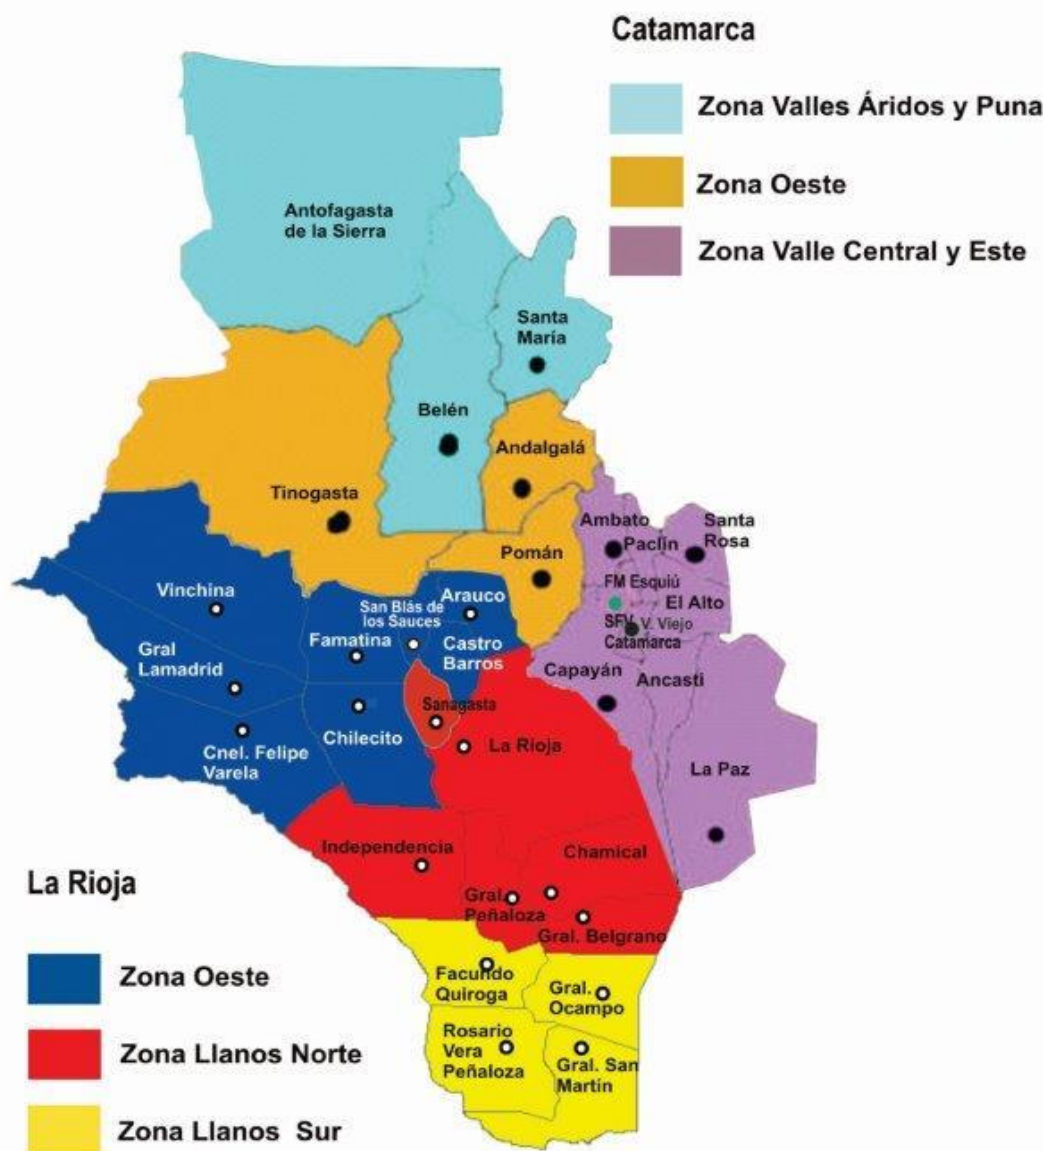 Catamarca
Zona Valles Áridos y Puna
Zona Oeste
Zona Valle Central y Este
Antofagasta
de la Sierra
Santa
María
Belén
Andalgalá
Tinogasta
Ambato
Santa
Rosa
Paclín
Pomán
FM Esquiú
El Alto
SFV
V. Viejo
Catamarca
Capayán
Ancasti
La Paz
Vinchina
San Blás de
los Sauces
Arauco
Famatina
Castro
Barros
Gral
Lamadrid
Sanagasta
Chilecito
La Rioja
Cnel. Felipe
Varela
Independencia
Chamical
Gral.
Peñaloza
Gral. Belgrano
Facundo
Quiroga
Gral.
Ocampo
Rosario
Vera
Peñaloza
Gral. San
Martín
La Rioja
Zona Oeste
Zona Llanos Norte
Zona Llanos Sur